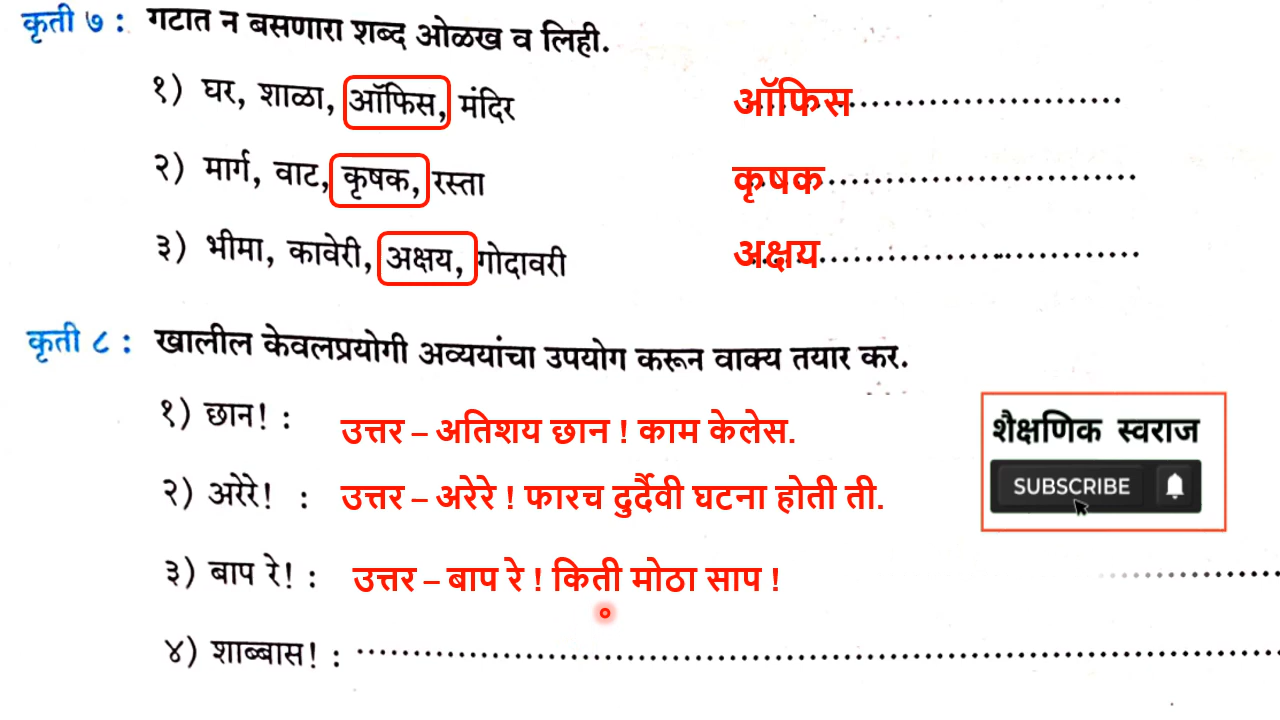 कृती ७ : गटात न बसणारा शब्द ओळख व लिही.
१) घर, शाळा, ऑफिस, मंदिर ऑफिस
२) मार्ग, वाट, कृषक, रस्ता कृषक
३) भीमा, कावेरी, अक्षय, गोदावरी अक्षय
कृती ८ : खालील केवलप्रयोगी अव्ययांचा उपयोग करून वाक्य तयार कर.
१) छान! : उत्तर – अतिशय छान ! काम केलेस.
शैक्षणिक स्वराज
SUBSCRIBE
२) अरेरे! : उत्तर – अरेरे ! फारच दुर्दैवी घटना होती ती.
३) बाप रे! : उत्तर – बाप रे ! किती मोठा साप !
४) शाब्बास! :